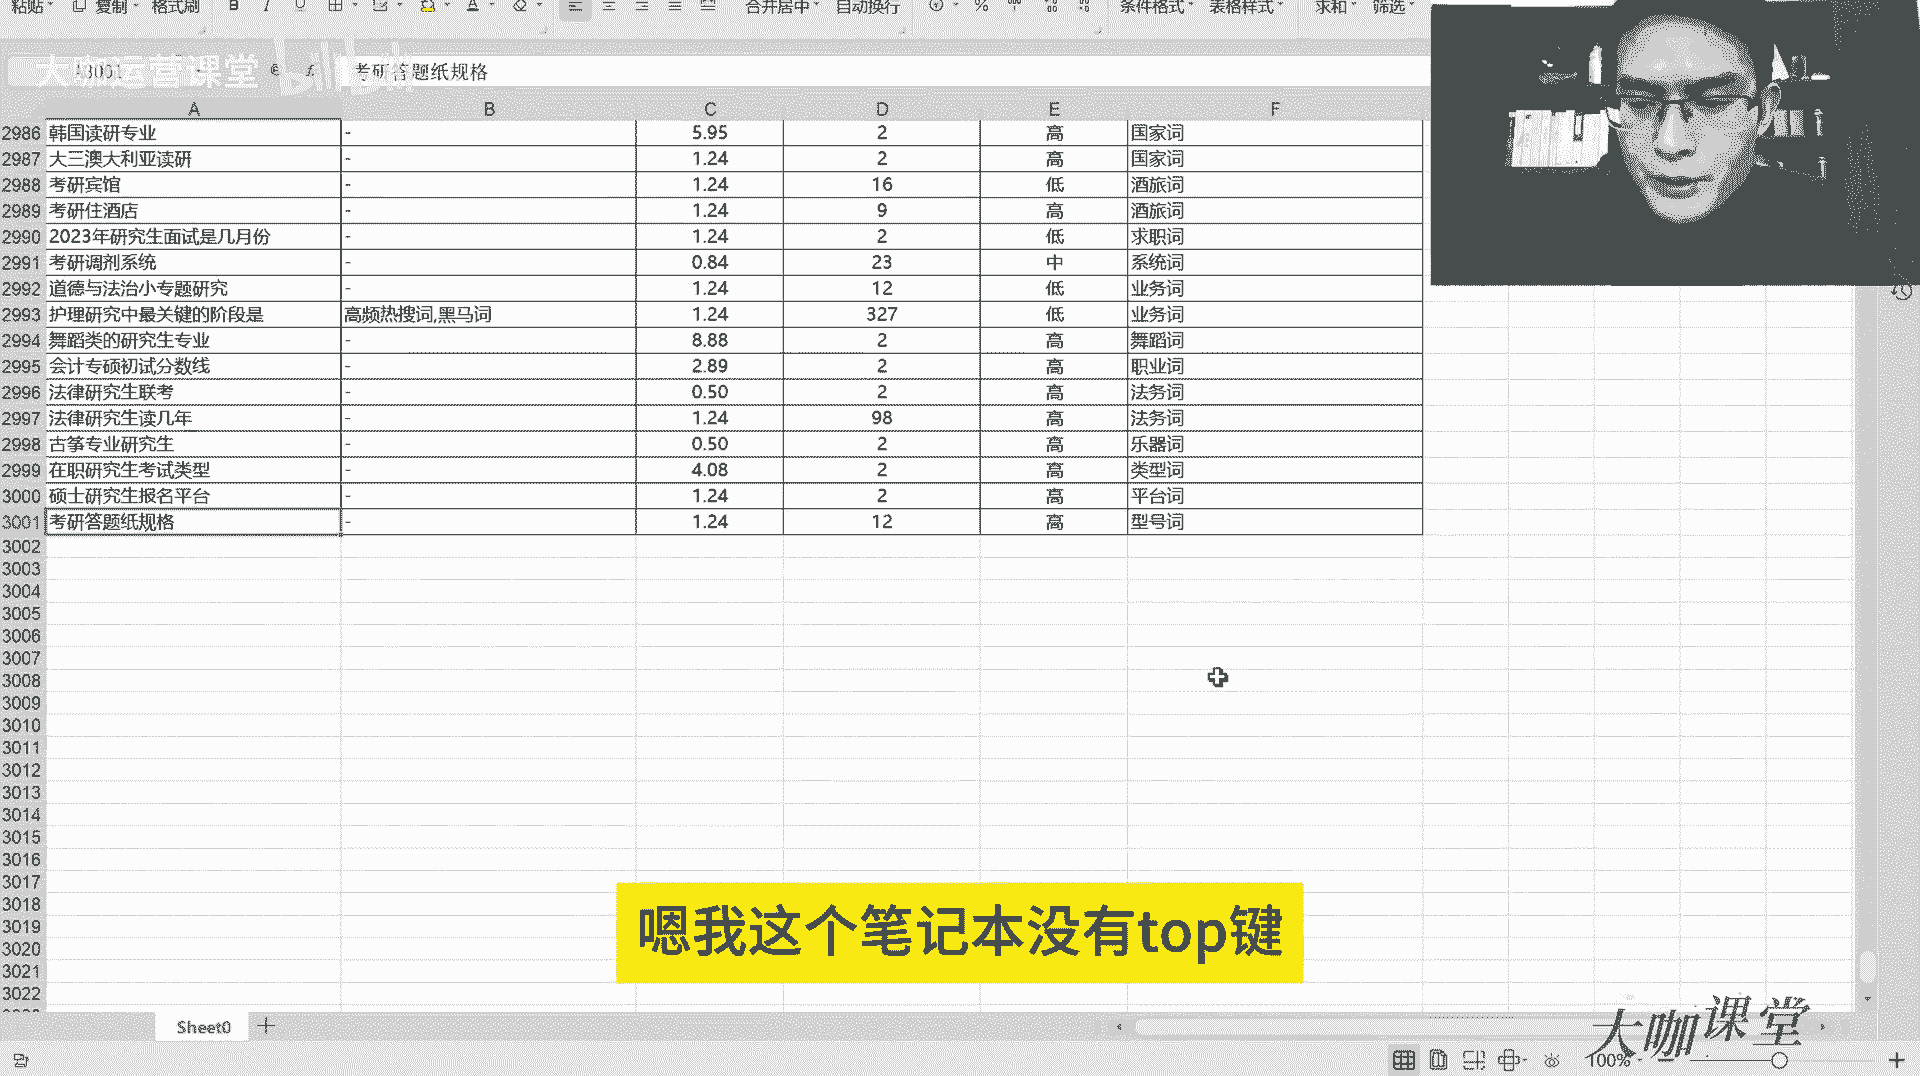 粘贴 复制 格式刷 B I U A 合并居中 自动换行 % 条件格式 表格样式 求和 筛选
A3001 fx 考研答题纸规格
大咖运营课堂 bilibili
A B C D E F
2986 韩国读研专业 - 5.95 2 高 国家词
2987 大三澳大利亚读研 - 1.24 2 高 国家词
2988 考研宾馆 - 1.24 16 低 酒旅词
2989 考研住酒店 - 1.24 9 高 酒旅词
2990 2023年研究生面试是几月份 - 1.24 2 低 求职词
2991 考研调剂系统 - 0.84 23 中 系统词
2992 道德与法治小专题研究 - 1.24 12 低 业务词
2993 护理研究中最关键的阶段是 高频热搜词,黑马词 1.24 327 低 业务词
2994 舞蹈类的研究生专业 - 8.88 2 高 舞蹈词
2995 会计专硕初试分数线 - 2.89 2 高 职业词
2996 法律研究生联考 - 0.50 2 高 法务词
2997 法律研究生读几年 - 1.24 98 高 法务词
2998 古筝专业研究生 - 0.50 2 高 乐器词
2999 在职研究生考试类型 - 4.08 2 高 类型词
3000 硕士研究生报名平台 - 1.24 2 高 平台词
3001 考研答题纸规格 - 1.24 12 高 型号词
3002
3003
3004
3005
3006
3007
3008
3009
3010
3011
3012
3013
3014
3015
3016
3017
3018
3019
3020
3021
3022
嗯我这个笔记本没有top键
Sheet0
大咖课堂
100%